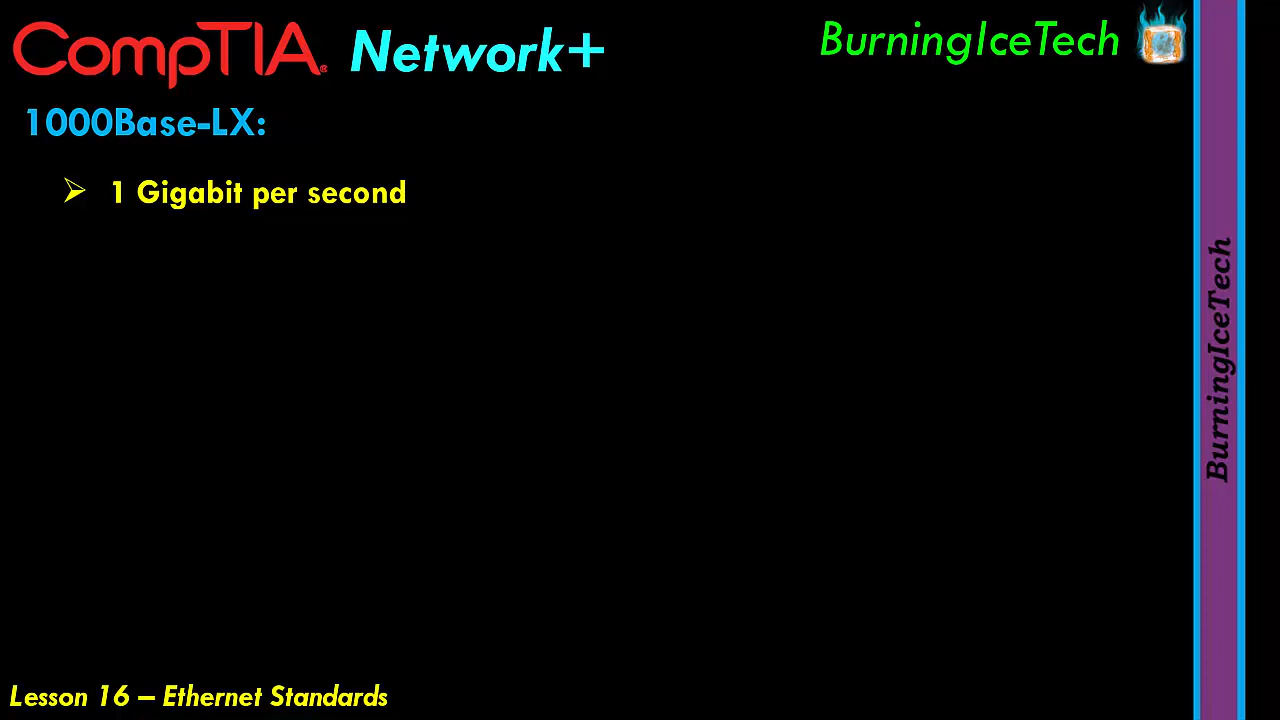 CompTIA® Network+
BurningIceTech
1000Base-LX:
➢ 1 Gigabit per second
BurningIceTech
Lesson 16 – Ethernet Standards